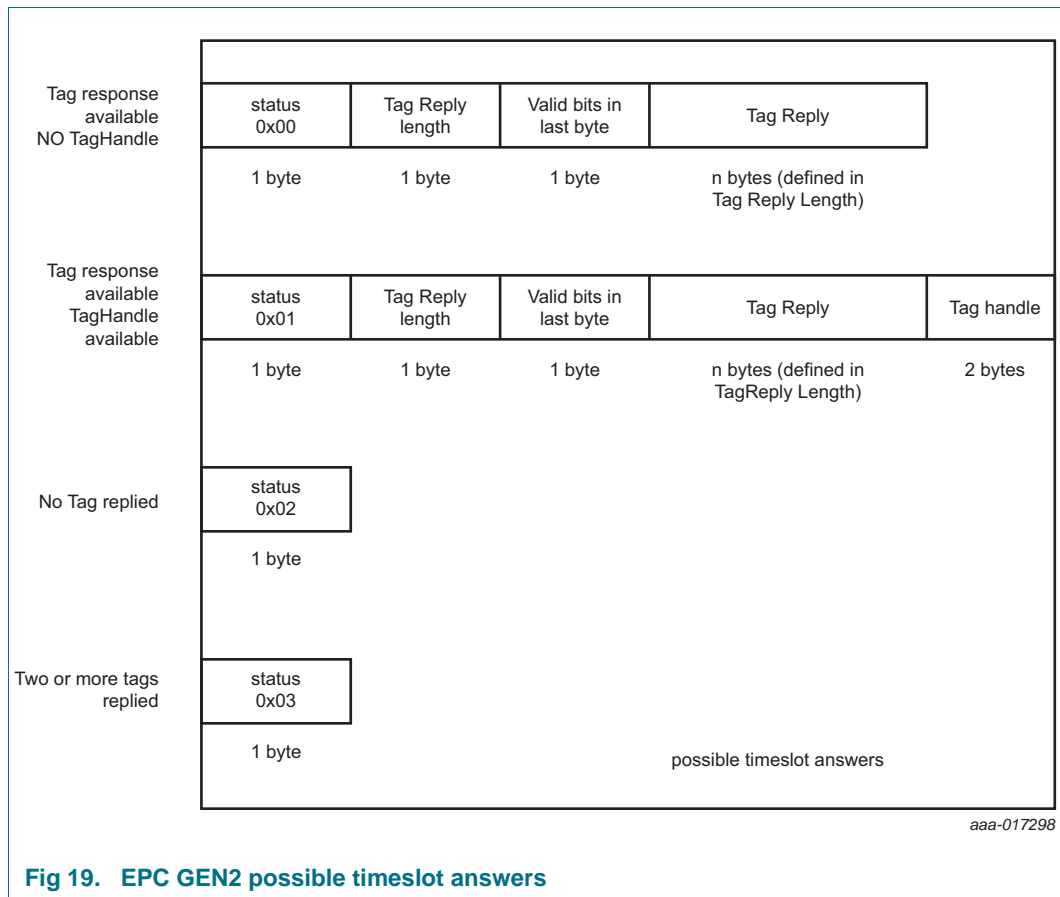 Tag response
available
NO TagHandle
status
0x00
Tag Reply
length
Valid bits in
last byte
Tag Reply
1 byte
1 byte
1 byte
n bytes (defined in
Tag Reply Length)
Tag response
available
TagHandle
available
status
0x01
Tag Reply
length
Valid bits in
last byte
Tag Reply
Tag handle
1 byte
1 byte
1 byte
n bytes (defined in
TagReply Length)
2 bytes
No Tag replied
status
0x02
1 byte
Two or more tags
replied
status
0x03
1 byte
possible timeslot answers
aaa-017298
Fig 19. EPC GEN2 possible timeslot answers